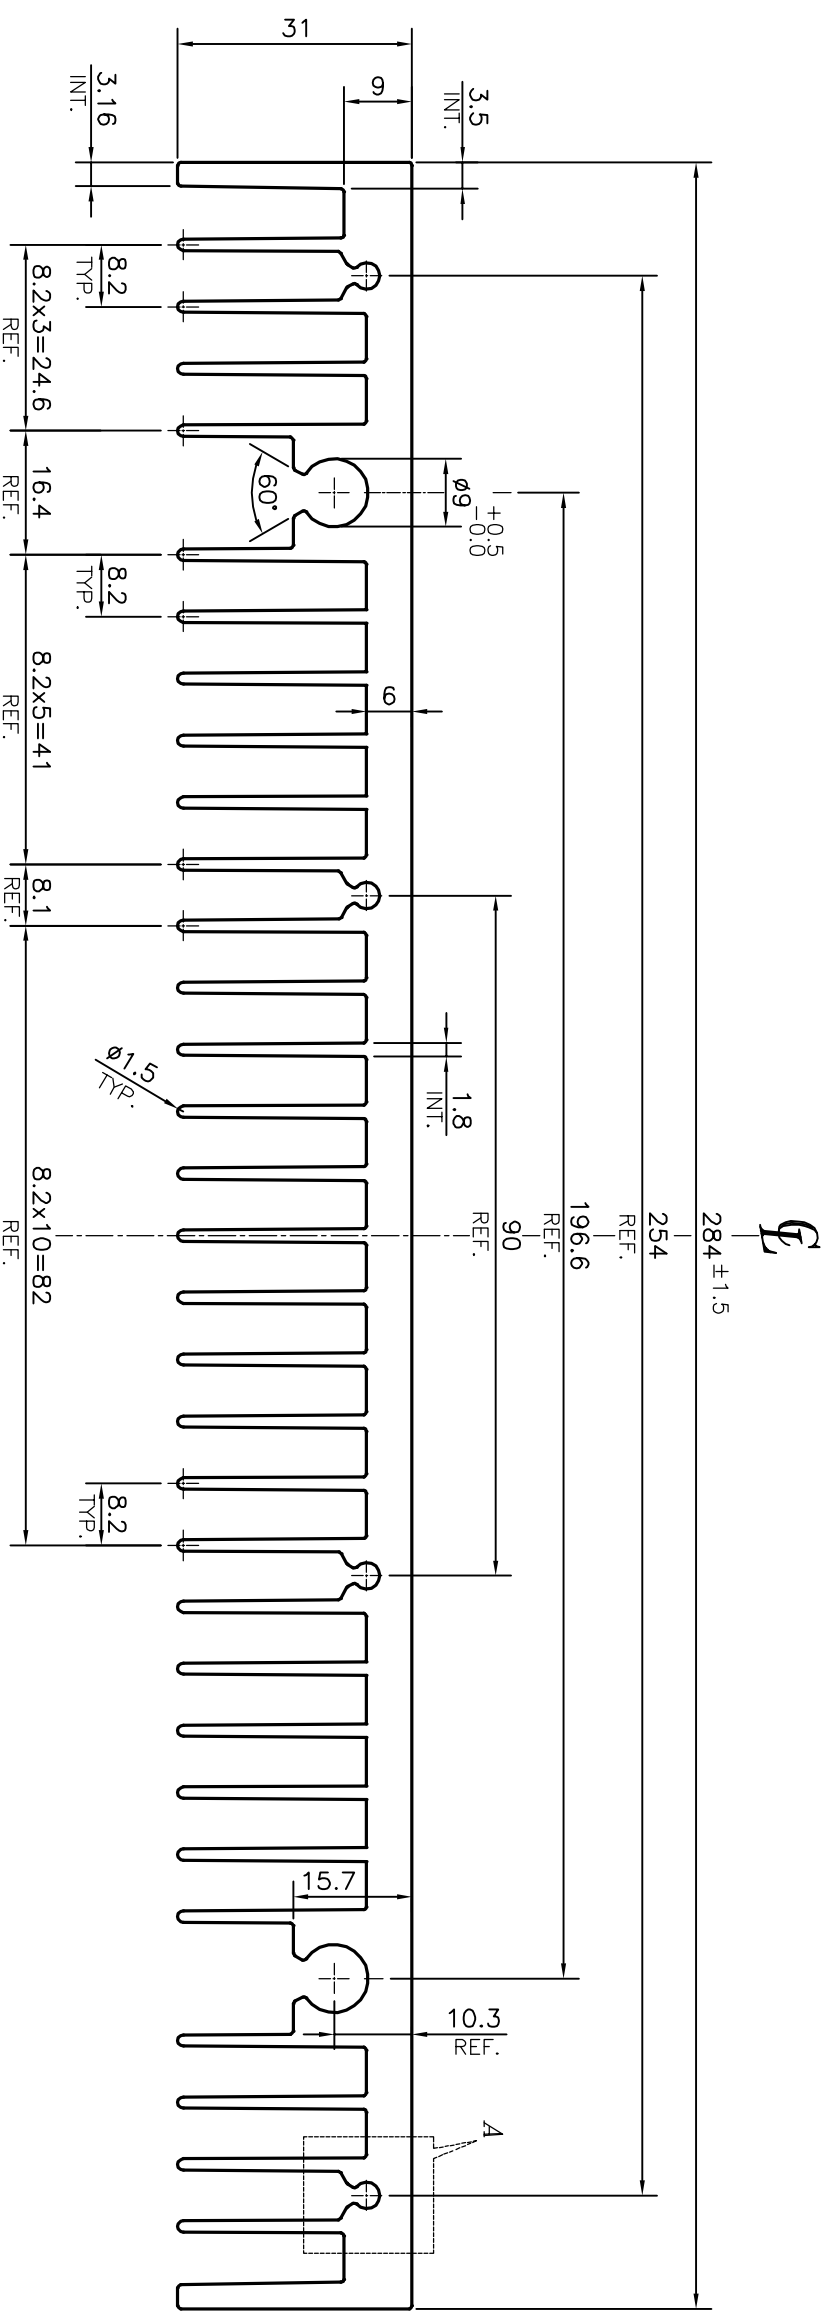 ℄
284±1.5
254
REF.
196.6
REF.
90
REF.
3.5
INT.
9
31
3.16
INT.
ø9 +0.5
-0.0
60°
6
1.8
INT.
15.7
10.3
REF.
A
8.2
TYP.
8.2
TYP.
ø1.5
TYP.
8.2
TYP.
8.2x3=24.6
REF.
16.4
REF.
8.2x5=41
REF.
8.1
REF.
8.2x10=82
REF.